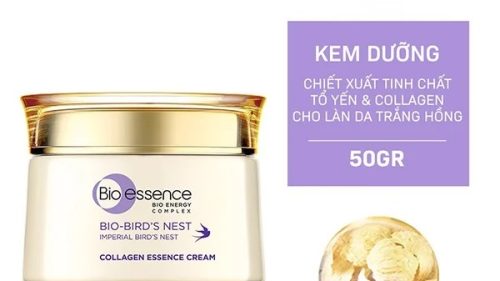 KEM DƯỠNG
CHIẾT XUẤT TINH CHẤT
TỔ YẾN & COLLAGEN
CHO LÀN DA TRẮNG HỒNG
50GR
Bio essence
BIO ENERGY
COMPLEX
BIO-BIRD'S NEST
IMPERIAL BIRD'S NEST
COLLAGEN ESSENCE CREAM